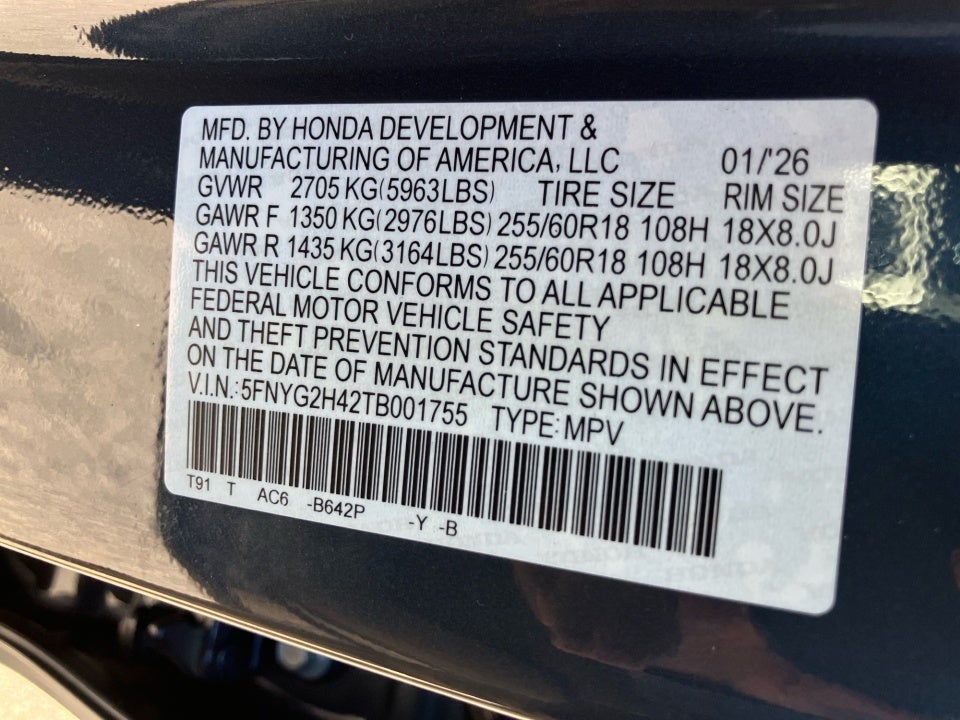 MFD. BY HONDA DEVELOPMENT &
MANUFACTURING OF AMERICA, LLC 01/'26
GVWR 2705 KG(5963LBS) TIRE SIZE RIM SIZE
GAWR F 1350 KG(2976LBS) 255/60R18 108H 18X8.0J
GAWR R 1435 KG(3164LBS) 255/60R18 108H 18X8.0J
THIS VEHICLE CONFORMS TO ALL APPLICABLE
FEDERAL MOTOR VEHICLE SAFETY
AND THEFT PREVENTION STANDARDS IN EFFECT
ON THE DATE OF MANUFACTURE SHOWN ABOVE.
V.I.N.: 5FNYG2H42TB001755 TYPE: MPV
T91 T AC6 -B642P -Y -B